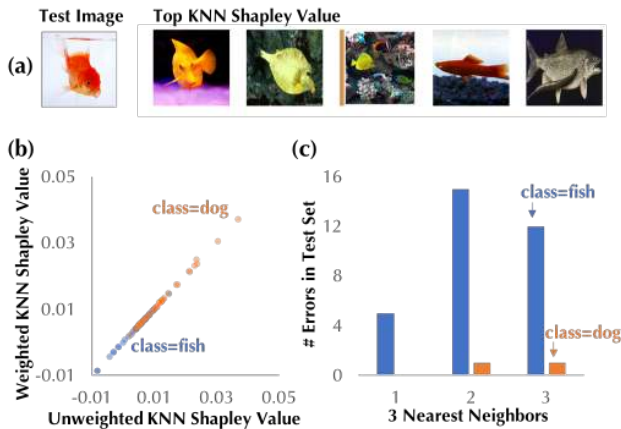 Test Image
Top KNN Shapley Value
(a)
(b)
Weighted KNN Shapley Value
0.05
0.03
0.01
-0.01
class=dog
class=fish
-0.01
0.01
0.03
0.05
Unweighted KNN Shapley Value
(c)
# Errors in Test Set
16
12
8
4
0
class=fish
class=dog
1
2
3
3 Nearest Neighbors